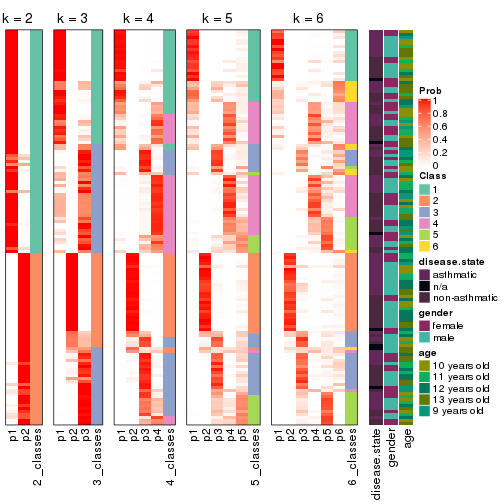 k = 2 k = 3 k = 4 k = 5 k = 6
Prob
1
0.8
0.6
0.4
0.2
0
Class
1
2
3
4
5
6
disease.state
asthmatic
n/a
non-asthmatic
gender
female
male
age
10 years old
11 years old
12 years old
13 years old
9 years old
p1 p2 2_classes p1 p2 p3 3_classes p1 p2 p3 p4 4_classes p1 p2 p3 p4 p5 5_classes p1 p2 p3 p4 p5 p6 6_classes disease.state gender age